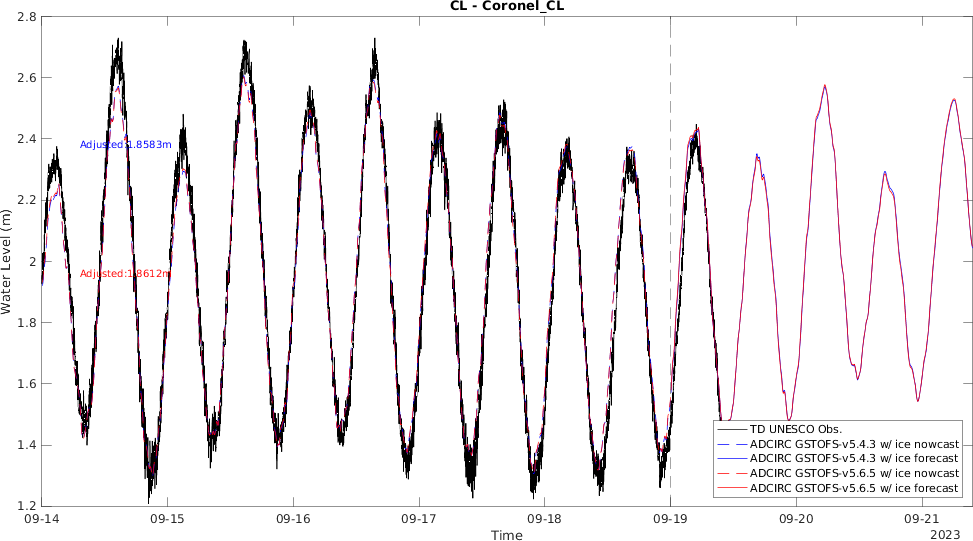 CL - Coronel_CL
Water Level (m)
2.8
2.6
2.4
2.2
2
1.8
1.6
1.4
1.2
Adjusted:1.8583m
Adjusted:1.8612m
TD UNESCO Obs.
ADCIRC GSTOFS-v5.4.3 w/ ice nowcast
ADCIRC GSTOFS-v5.4.3 w/ ice forecast
ADCIRC GSTOFS-v5.6.5 w/ ice nowcast
ADCIRC GSTOFS-v5.6.5 w/ ice forecast
09-14 09-15 09-16 09-17 09-18 09-19 09-20 09-21
Time
2023